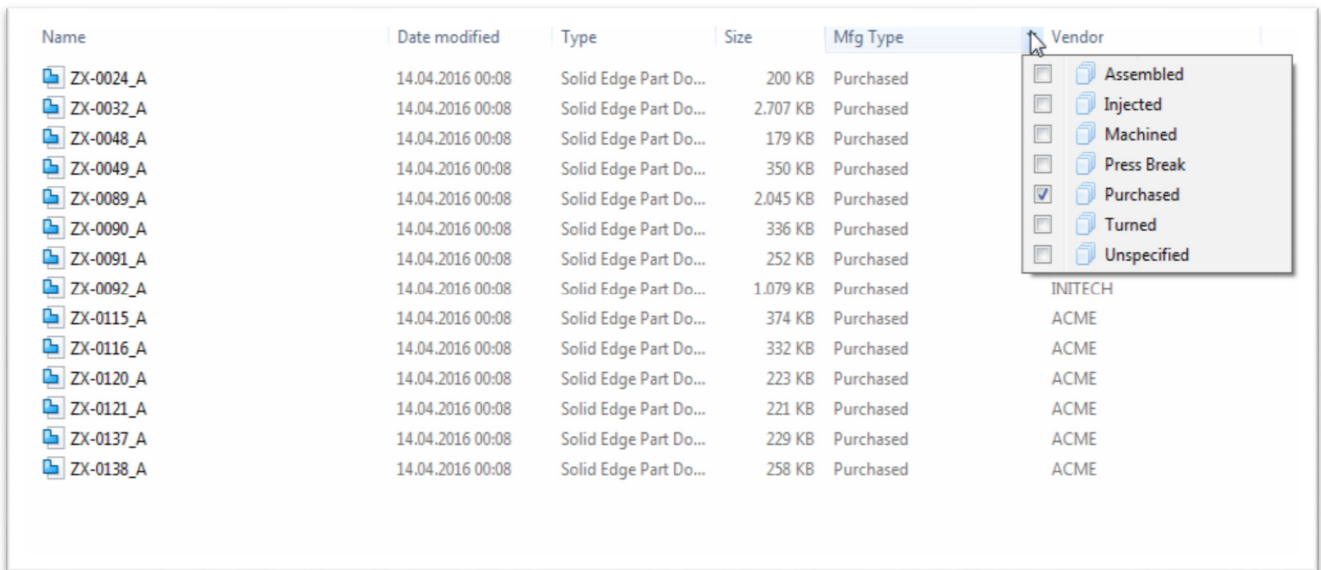 Name Date modified Type Size Mfg Type Vendor
ZX-0024_A 14.04.2016 00:08 Solid Edge Part Do... 200 KB Purchased Assembled
ZX-0032_A 14.04.2016 00:08 Solid Edge Part Do... 2.707 KB Purchased Injected
ZX-0048_A 14.04.2016 00:08 Solid Edge Part Do... 179 KB Purchased Machined
ZX-0049_A 14.04.2016 00:08 Solid Edge Part Do... 350 KB Purchased Press Break
ZX-0089_A 14.04.2016 00:08 Solid Edge Part Do... 2.045 KB Purchased Purchased
ZX-0090_A 14.04.2016 00:08 Solid Edge Part Do... 336 KB Purchased Turned
ZX-0091_A 14.04.2016 00:08 Solid Edge Part Do... 252 KB Purchased Unspecified
ZX-0092_A 14.04.2016 00:08 Solid Edge Part Do... 1.079 KB Purchased INITECH
ZX-0115_A 14.04.2016 00:08 Solid Edge Part Do... 374 KB Purchased ACME
ZX-0116_A 14.04.2016 00:08 Solid Edge Part Do... 332 KB Purchased ACME
ZX-0120_A 14.04.2016 00:08 Solid Edge Part Do... 223 KB Purchased ACME
ZX-0121_A 14.04.2016 00:08 Solid Edge Part Do... 221 KB Purchased ACME
ZX-0137_A 14.04.2016 00:08 Solid Edge Part Do... 229 KB Purchased ACME
ZX-0138_A 14.04.2016 00:08 Solid Edge Part Do... 258 KB Purchased ACME